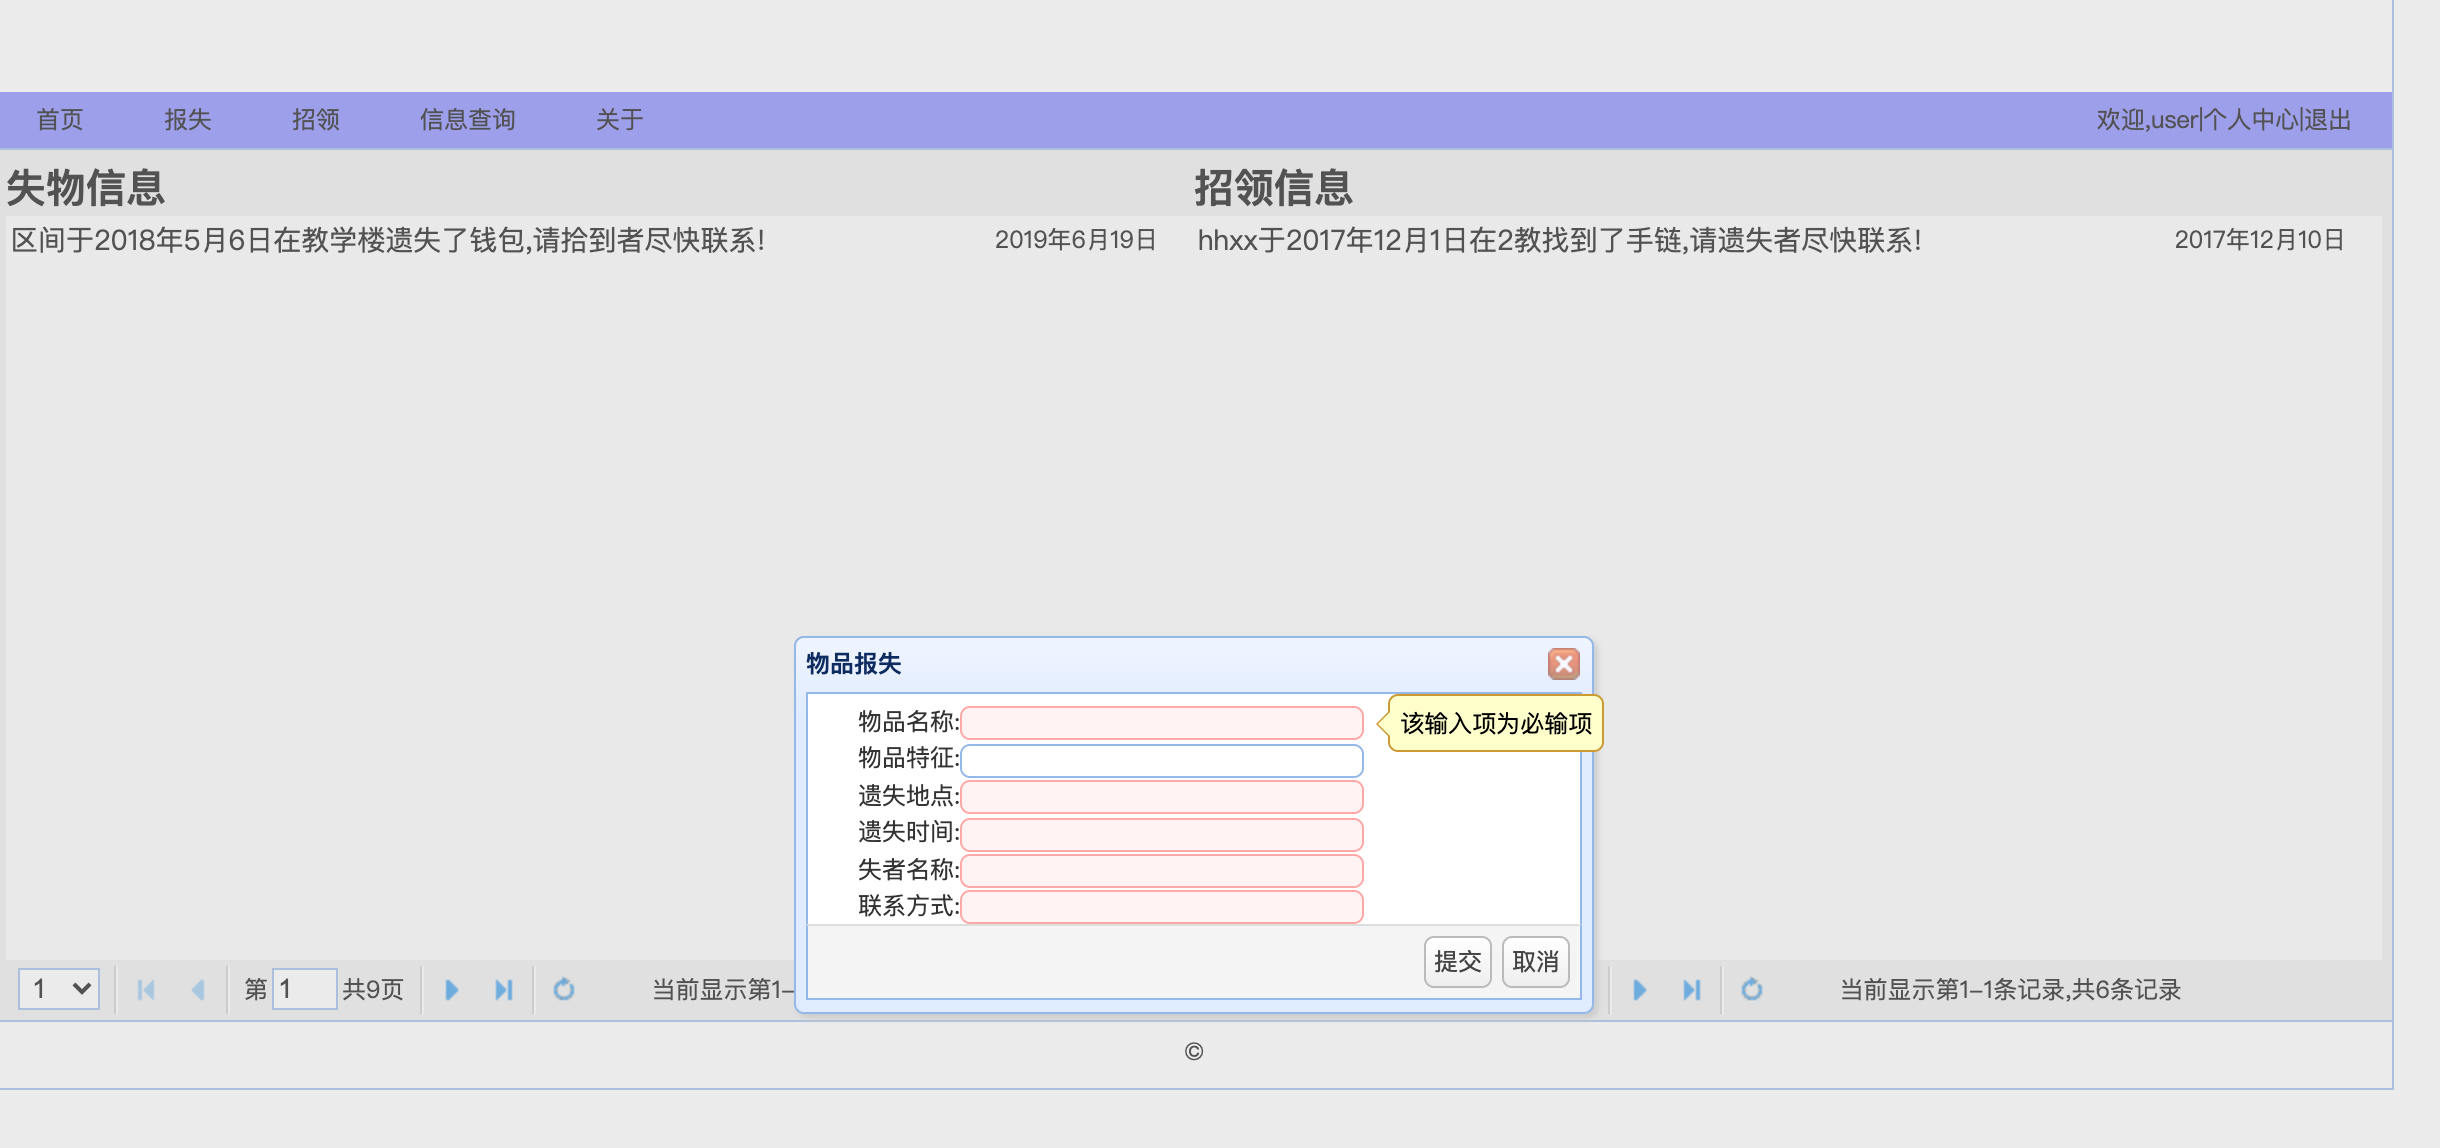 首页 报失 招领 信息查询 关于 欢迎,user|个人中心|退出
失物信息 招领信息
区间于2018年5月6日在教学楼遗失了钱包,请拾到者尽快联系! 2019年6月19日 hhxx于2017年12月1日在2教找到了手链,请遗失者尽快联系! 2017年12月10日
物品报失
物品名称: 该输入项为必输项
物品特征:
遗失地点:
遗失时间:
失者名称:
联系方式:
提交 取消
1 第 1 共9页 当前显示第1- 当前显示第1-1条记录,共6条记录
©